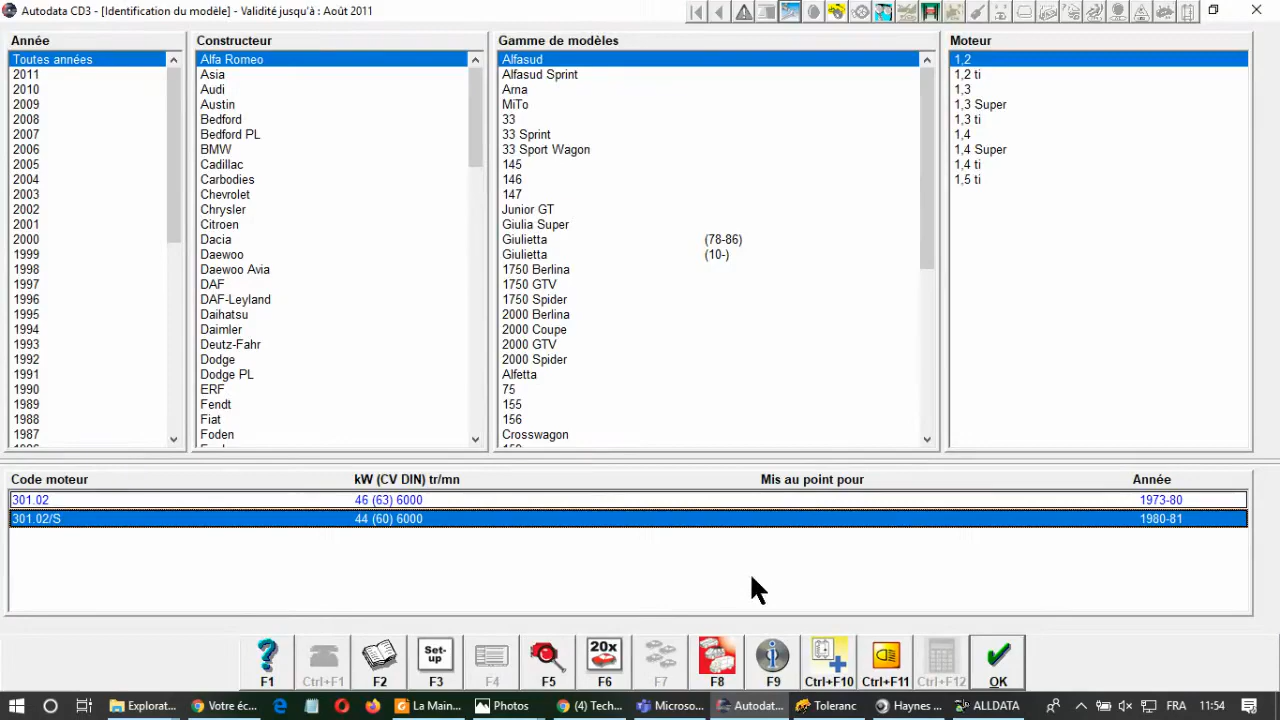 Autodata CD3 - [Identification du modèle] - Validité jusqu'à : Août 2011
Année
Toutes années
2011
2010
2009
2008
2007
2006
2005
2004
2003
2002
2001
2000
1999
1998
1997
1996
1995
1994
1993
1992
1991
1990
1989
1988
1987
Constructeur
Alfa Romeo
Asia
Audi
Austin
Bedford
Bedford PL
BMW
Cadillac
Carbodies
Chevrolet
Chrysler
Citroen
Dacia
Daewoo
Daewoo Avia
DAF
DAF-Leyland
Daihatsu
Daimler
Deutz-Fahr
Dodge
Dodge PL
ERF
Fendt
Fiat
Foden
Gamme de modèles
Alfasud
Alfasud Sprint
Arna
MiTo
33
33 Sprint
33 Sport Wagon
145
146
147
Junior GT
Giulia Super
Giulietta (78-86)
Giulietta (10-)
1750 Berlina
1750 GTV
1750 Spider
2000 Berlina
2000 Coupe
2000 GTV
2000 Spider
Alfetta
75
155
156
Crosswagon
Moteur
1,2
1,2 ti
1,3
1,3 Super
1,3 ti
1,4
1,4 Super
1,4 ti
1,5 ti
Code moteur kW (CV DIN) tr/mn Mis au point pour Année
301.02 46 (63) 6000 1973-80
301.02/S 44 (60) 6000 1980-81
Set-up
20x
F1 Ctrl+F1 F2 F3 F4 F5 F6 F7 F8 F9 Ctrl+F10 Ctrl+F11 Ctrl+F12 OK
Explorat... Votre éc... La Main... Photos (4) Tech... Microso... Autodat... Toleranc Haynes ... ALLDATA FRA 11:54